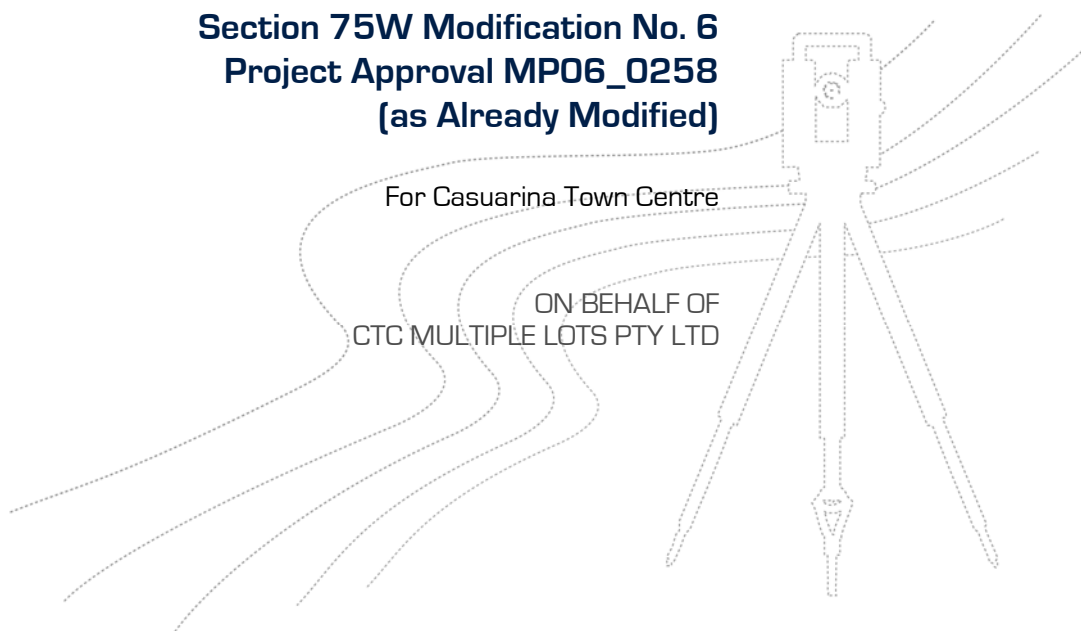 Section 75W Modification No. 6
Project Approval MP06_0258
(as Already Modified)
For Casuarina Town Centre
ON BEHALF OF
CTC MULTIPLE LOTS PTY LTD